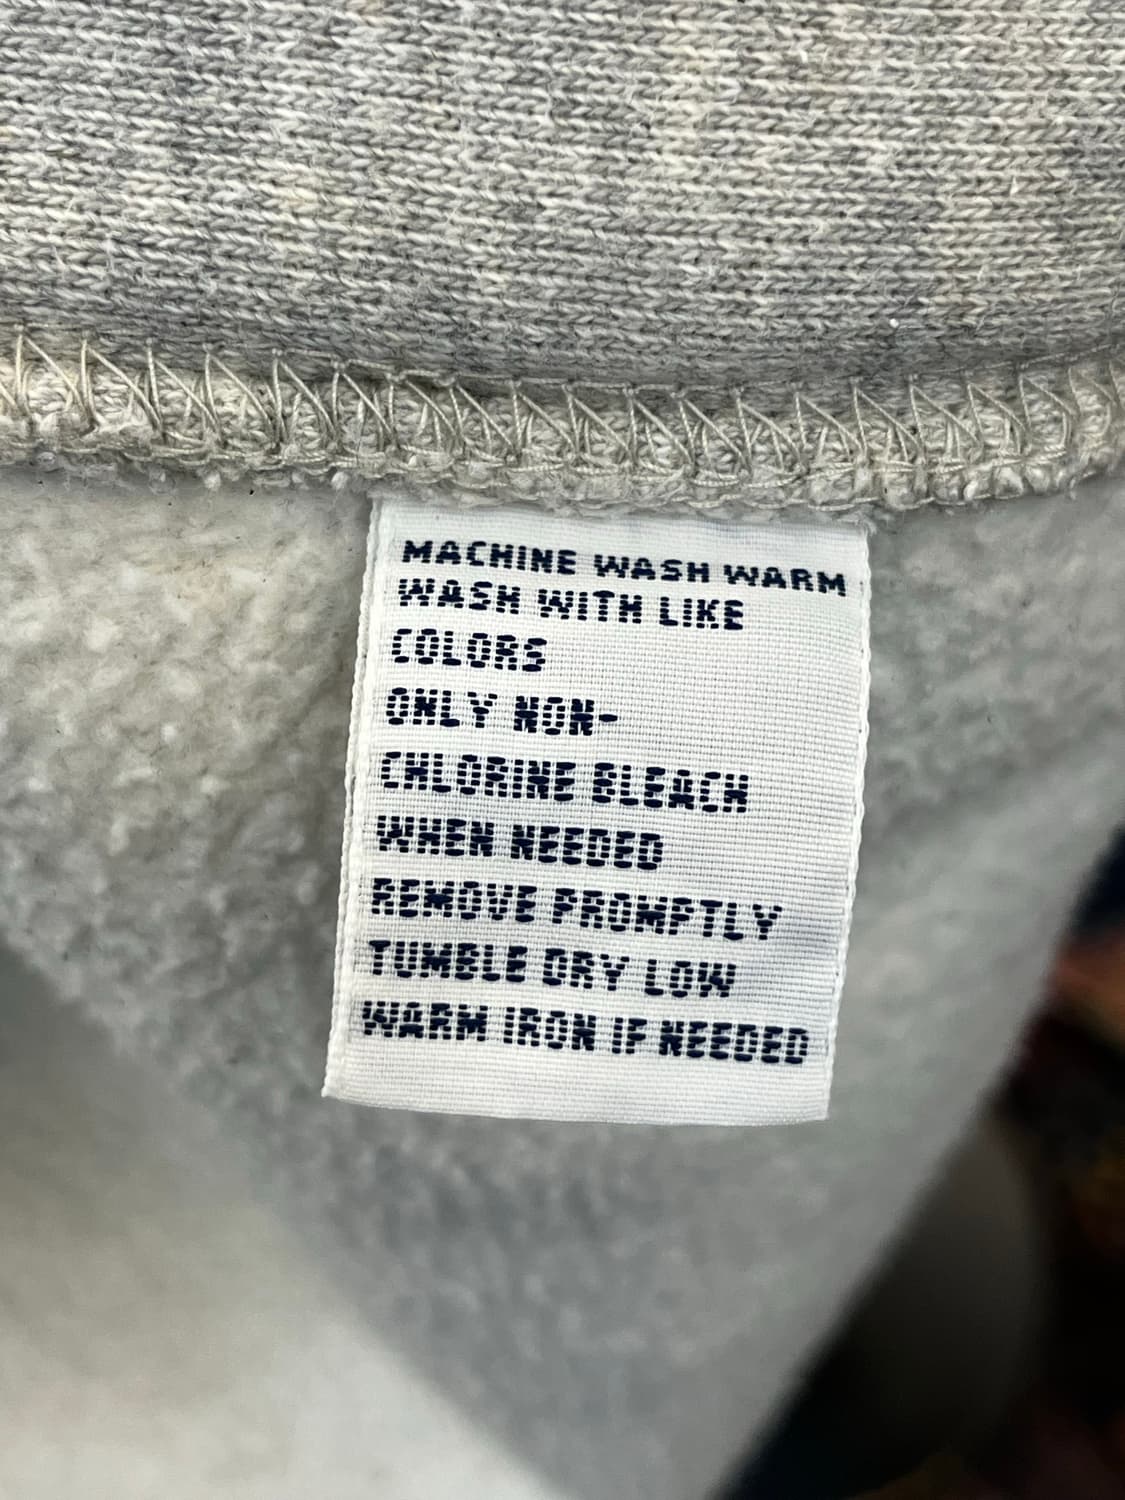 MACHINE WASH WARM
WASH WITH LIKE
COLORS
ONLY NON-
CHLORINE BLEACH
WHEN NEEDED
REMOVE PROMPTLY
TUMBLE DRY LOW
WARM IRON IF NEEDED